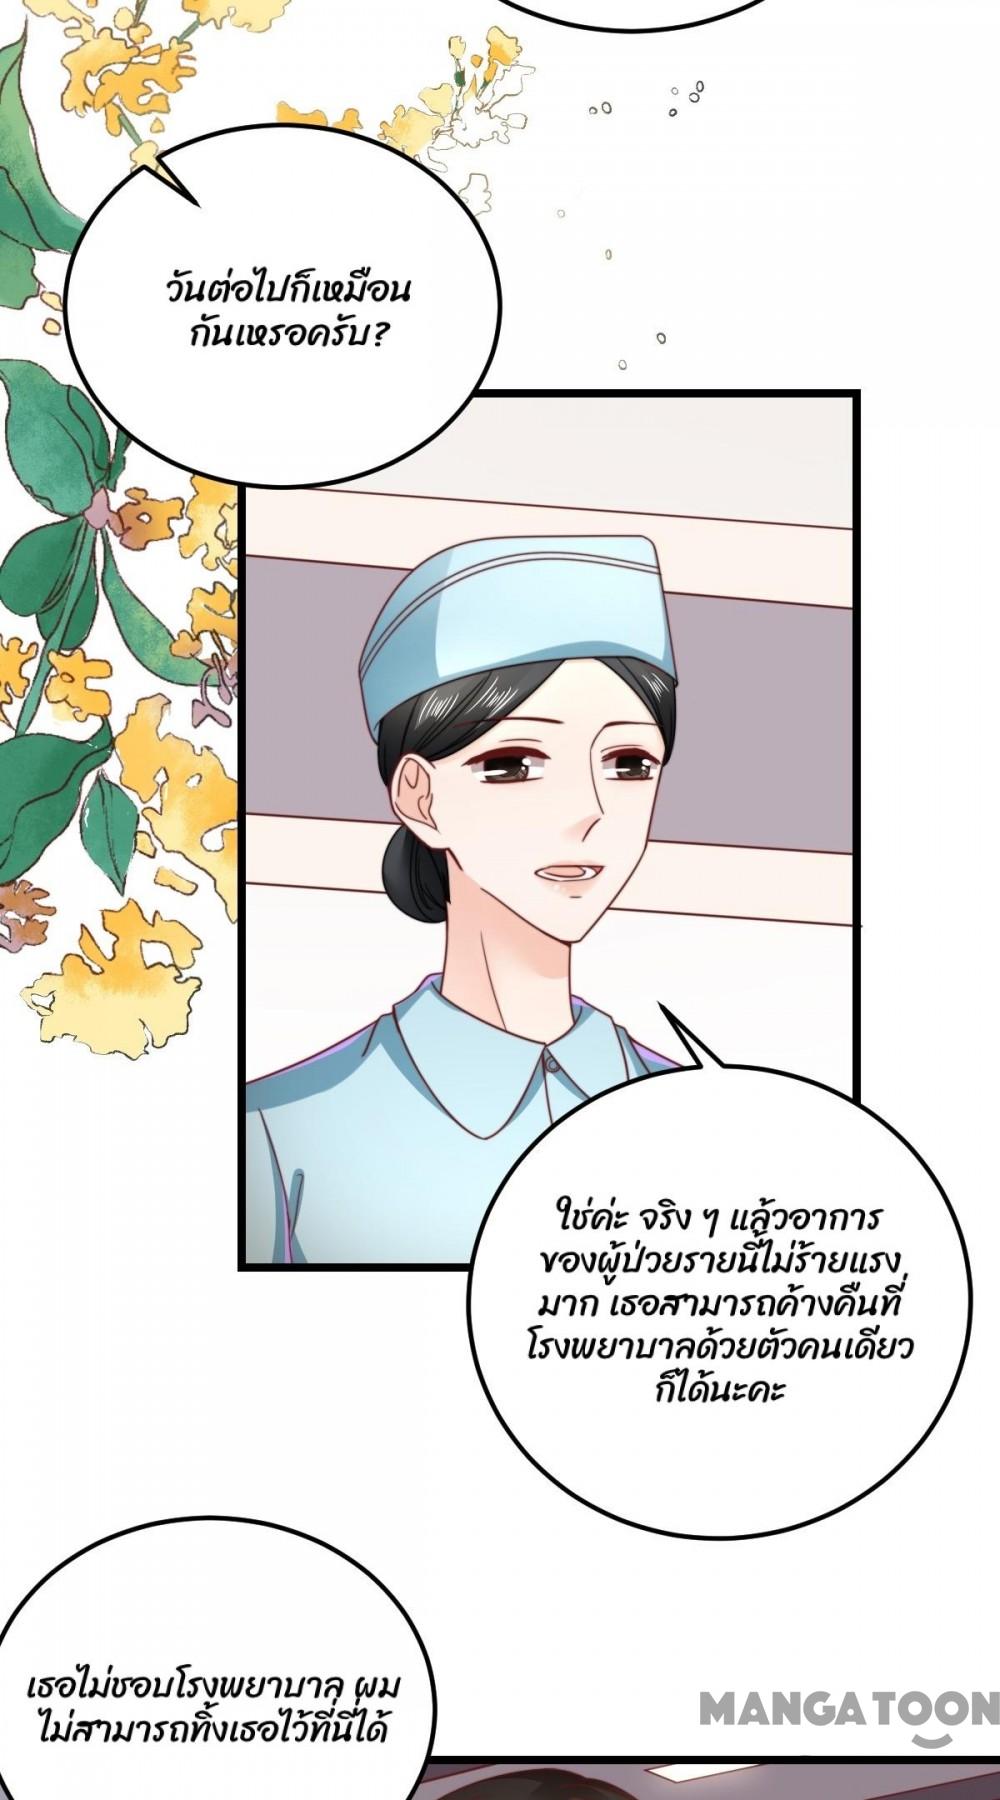 วันต่อไปก็เหมือน
กันเหรอครับ?
ใช่ค่ะ จริง ๆ แล้วอาการ
ของผู้ป่วยรายนี้ไม่ร้ายแรง
มาก เธอสามารถค้างคืนที่
โรงพยาบาลด้วยตัวคนเดียว
ก็ได้นะคะ
เธอไม่ชอบโรงพยาบาล ผม
ไม่สามารถทิ้งเธอไว้ที่นี่ได้
MANGATOON